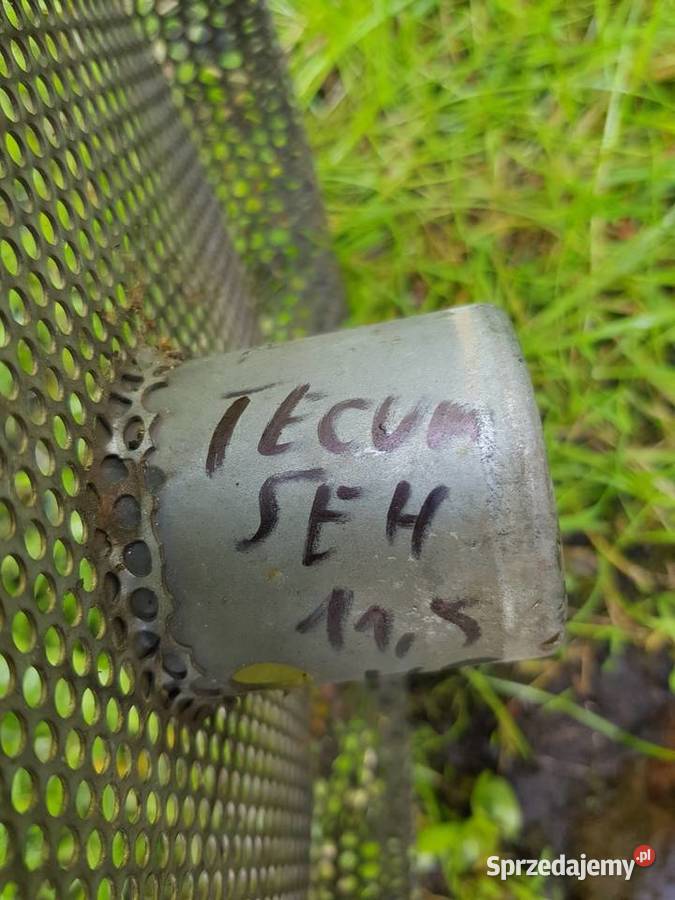 TECUM
SEH
11,5
Sprzedajemy.pl